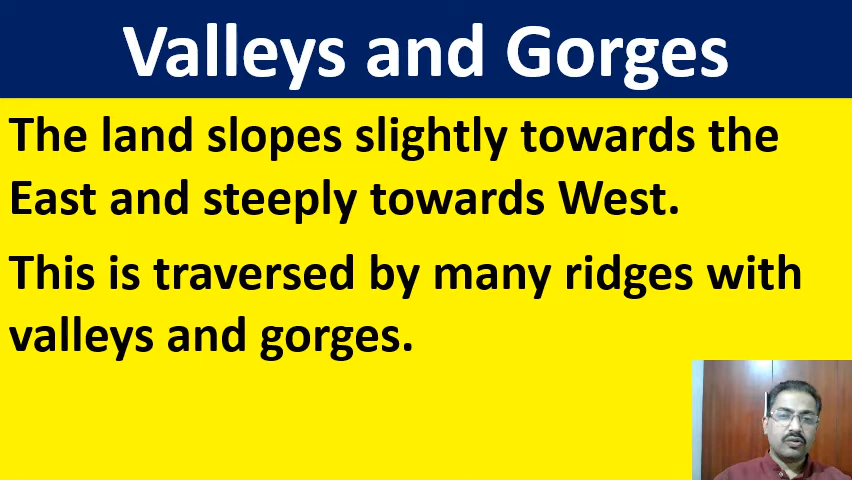 Valleys and Gorges
The land slopes slightly towards the
East and steeply towards West.
This is traversed by many ridges with
valleys and gorges.